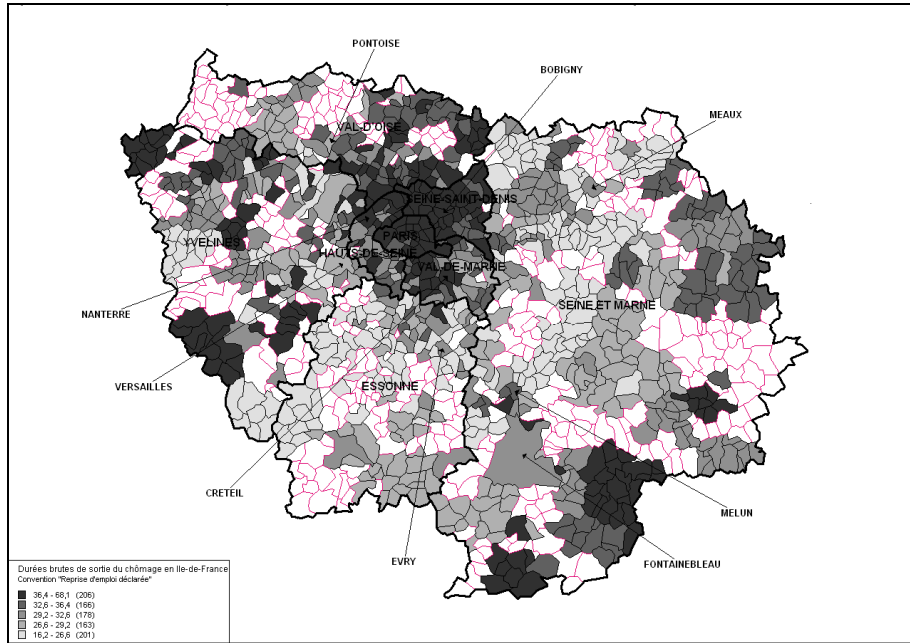 PONTOISE
BOBIGNY
MEAUX
VAL-D'OISE
SEINE-SAINT-DENIS
PARIS
YVELINES
HAUTS-DE-SEINE
VAL-DE-MARNE
SEINE ET MARNE
NANTERRE
VERSAILLES
ESSONNE
CRETEIL
MELUN
EVRY
FONTAINEBLEAU
Durées brutes de sortie du chômage en Ile-de-France
Convention "Reprise d'emploi déclarée"
36,4 - 68,1 (206)
32,6 - 36,4 (166)
29,2 - 32,6 (178)
26,6 - 29,2 (163)
16,2 - 26,6 (201)